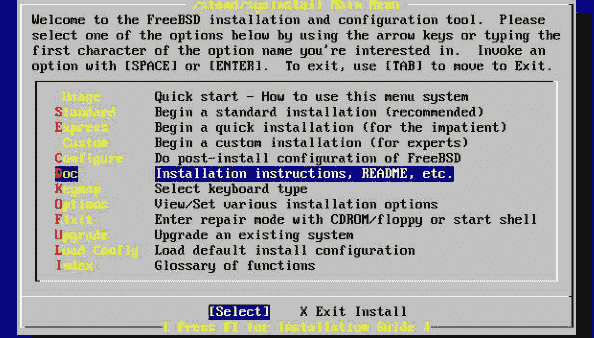 /stand/sysinstall Main Menu
Welcome to the FreeBSD installation and configuration tool.  Please
select one of the options below by using the arrow keys or typing the
first character of the option name you're interested in.  Invoke an
option with [SPACE] or [ENTER].  To exit, use [TAB] to move to Exit.
Usage Quick start - How to use this menu system
Standard Begin a standard installation (recommended)
Express Begin a quick installation (for the impatient)
Custom Begin a custom installation (for experts)
Configure Do post-install configuration of FreeBSD
Doc Installation instructions, README, etc.
Keymap Select keyboard type
Options View/Set various installation options
Fixit Enter repair mode with CDROM/floppy or start shell
Upgrade Upgrade an existing system
Load Config Load default install configuration
Index Glossary of functions
[Select] X Exit Install
[ Press F1 for Installation Guide ]